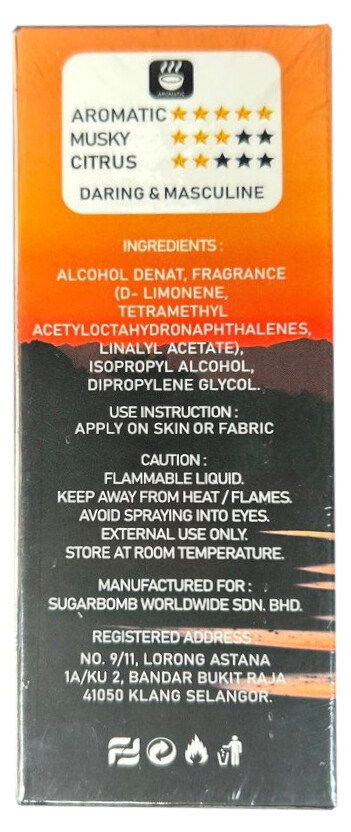 AROMATIC
AROMATIC
MUSKY
CITRUS
DARING & MASCULINE
INGREDIENTS :
ALCOHOL DENAT, FRAGRANCE
(D- LIMONENE,
TETRAMETHYL
ACETYLOCTAHYDRONAPHTHALENES,
LINALYL ACETATE),
ISOPROPYL ALCOHOL,
DIPROPYLENE GLYCOL.
USE INSTRUCTION :
APPLY ON SKIN OR FABRIC
CAUTION :
FLAMMABLE LIQUID.
KEEP AWAY FROM HEAT / FLAMES.
AVOID SPRAYING INTO EYES.
EXTERNAL USE ONLY.
STORE AT ROOM TEMPERATURE.
MANUFACTURED FOR :
SUGARBOMB WORLDWIDE SDN. BHD.
REGISTERED ADDRESS
NO. 9/11, LORONG ASTANA
1A/KU 2, BANDAR BUKIT RAJA
41050 KLANG SELANGOR.